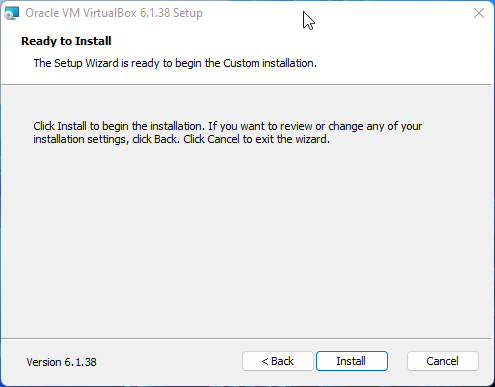 Oracle VM VirtualBox 6.1.38 Setup
Ready to Install
The Setup Wizard is ready to begin the Custom installation.
Click Install to begin the installation. If you want to review or change any of your
installation settings, click Back. Click Cancel to exit the wizard.
Version 6.1.38
< Back
Install
Cancel